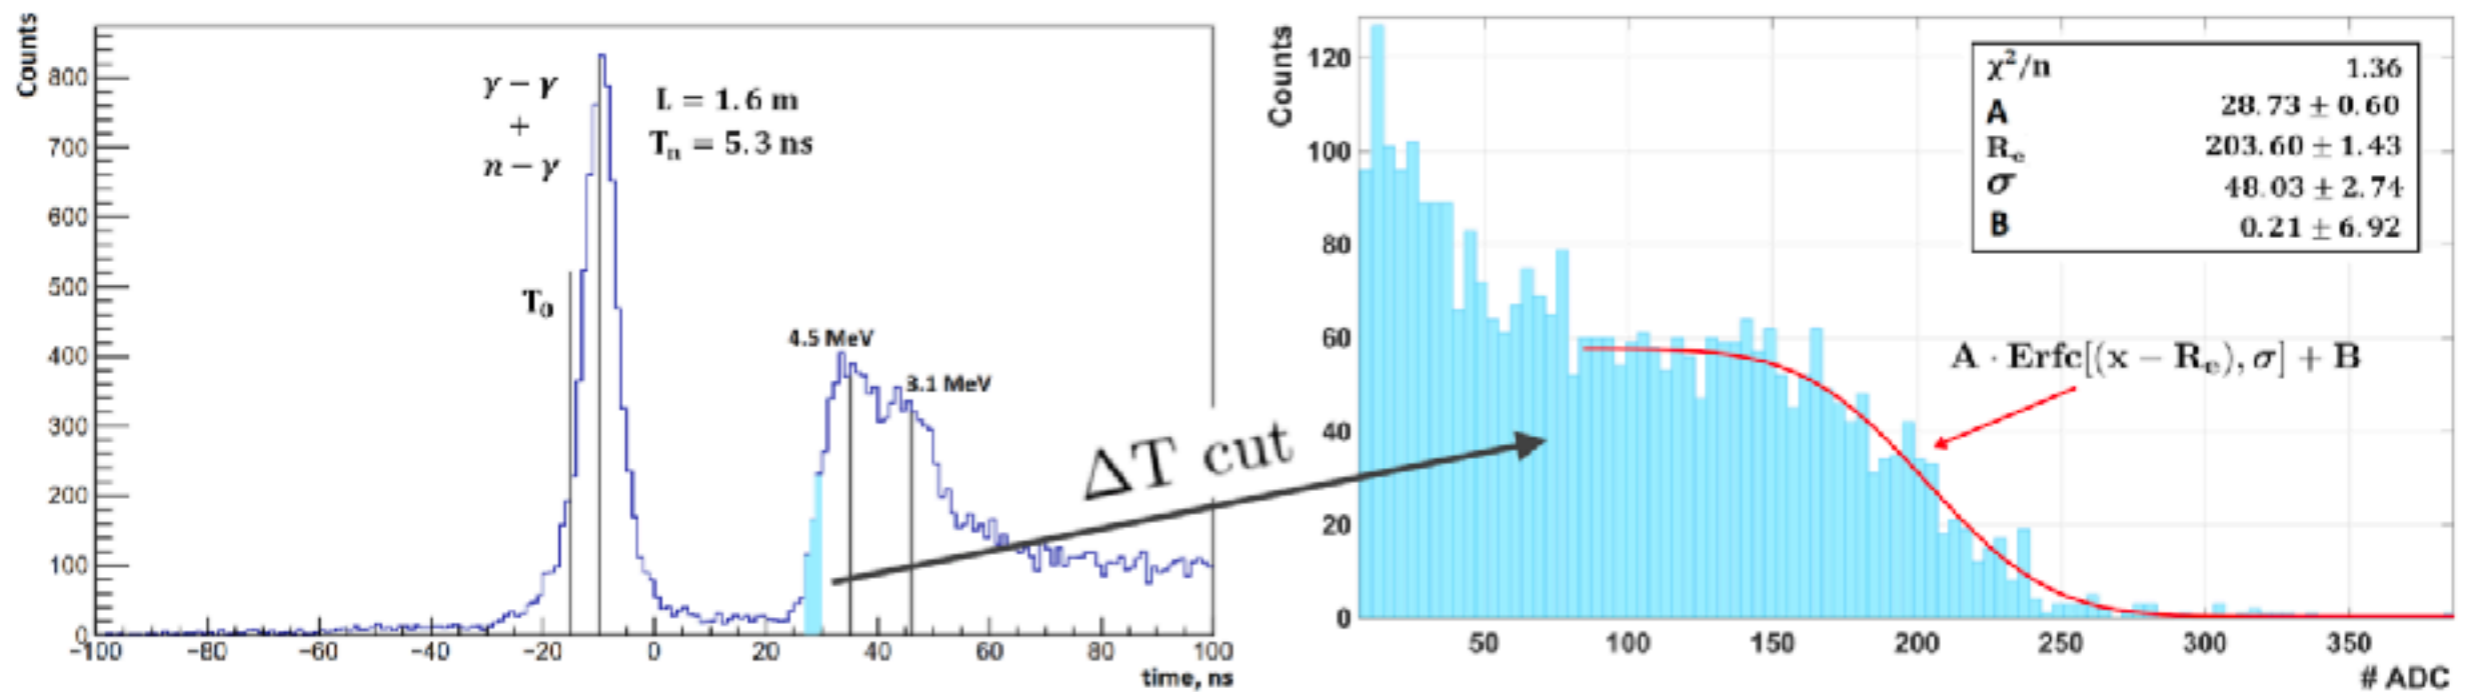 Counts
800
700
600
500
400
300
200
100
0
γ − γ
+
n − γ
L = 1.6 m
Tₙ = 5.3 ns
T₀
4.5 MeV
3.1 MeV
−100 −80 −60 −40 −20 0 20 40 60 80 100
time, ns
ΔT cut
Counts
120
100
80
60
40
20
0
χ²/n 1.36
A 28.73 ± 0.60
Rₑ 203.60 ± 1.43
σ 48.03 ± 2.74
B 0.21 ± 6.92
A · Erfc[(x − Rₑ), σ] + B
50 100 150 200 250 300 350
# ADC